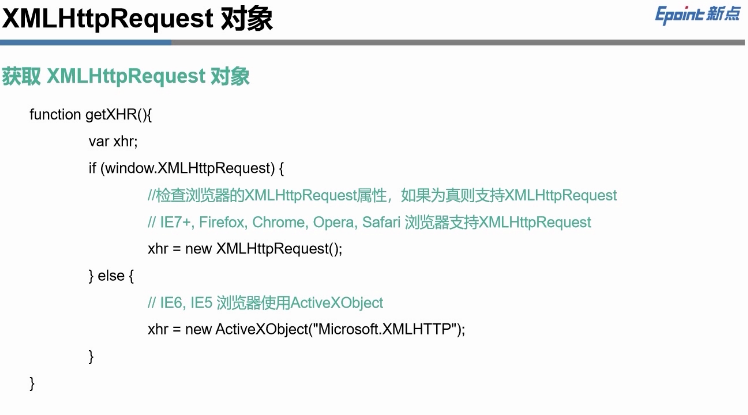 XMLHttpRequest 对象
Epoint 新点
获取 XMLHttpRequest 对象
function getXHR(){
var xhr;
if (window.XMLHttpRequest) {
//检查浏览器的XMLHttpRequest属性，如果为真则支持XMLHttpRequest
// IE7+, Firefox, Chrome, Opera, Safari 浏览器支持XMLHttpRequest
xhr = new XMLHttpRequest();
} else {
// IE6, IE5 浏览器使用ActiveXObject
xhr = new ActiveXObject("Microsoft.XMLHTTP");
}
}